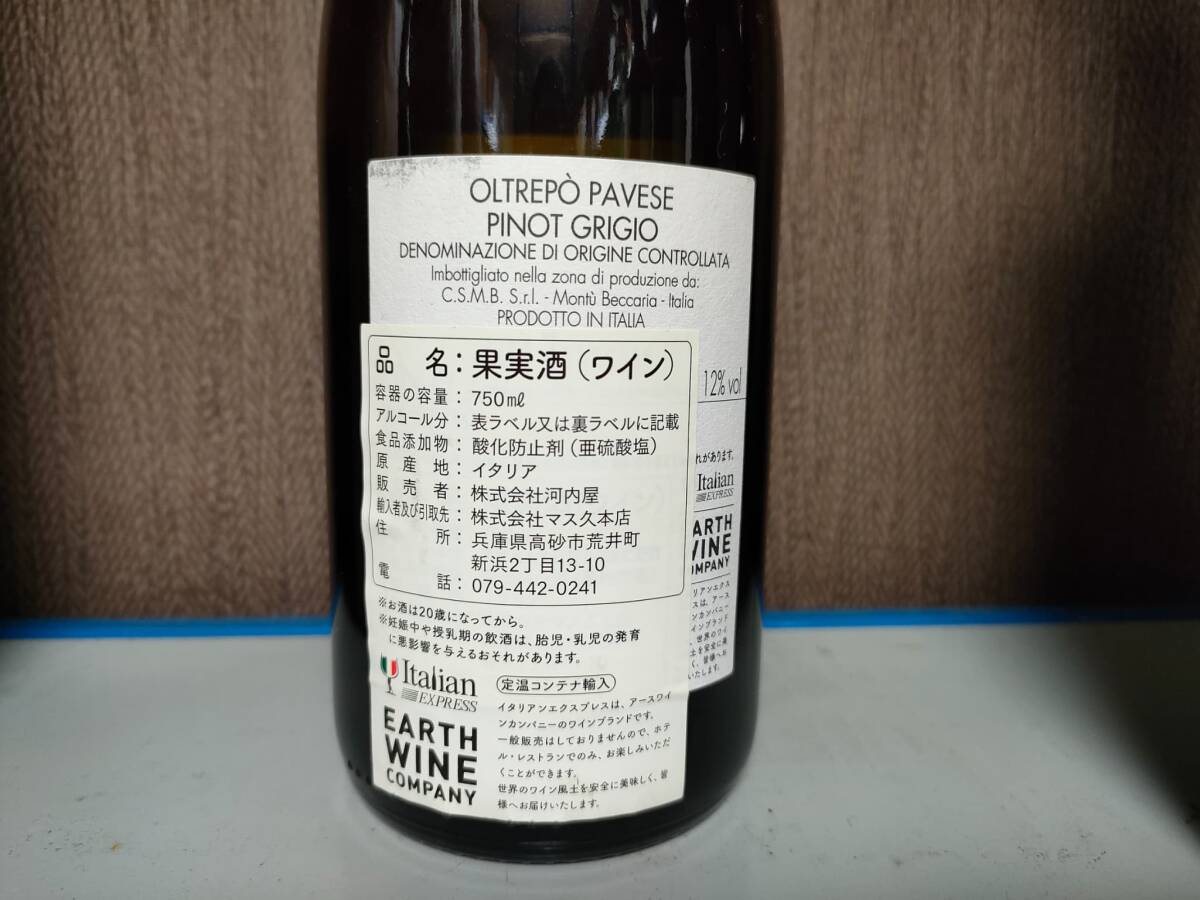 OLTREPÒ PAVESE
PINOT GRIGIO
DENOMINAZIONE DI ORIGINE CONTROLLATA
Imbottigliato nella zona di produzione da:
C.S.M.B. S.r.l. - Montù Beccaria - Italia
PRODOTTO IN ITALIA
12% vol
品名：果実酒（ワイン）
容器の容量：750mℓ
アルコール分：表ラベル又は裏ラベルに記載
食品添加物：酸化防止剤（亜硫酸塩）
原産地：イタリア
販売者：株式会社河内屋
輸入者及び引取先：株式会社マス久本店
住所：兵庫県高砂市荒井町
新浜2丁目13-10
電話：079-442-0241
※お酒は20歳になってから。
※妊娠中や授乳期の飲酒は、胎児・乳児の発育
に悪影響を与えるおそれがあります。
Italian
EXPRESS
EARTH
WINE
COMPANY
定温コンテナ輸入
イタリアンエクスプレスは、アースワイ
ンカンパニーのワインブランドです。
一般販売はしておりませんので、ホテ
ル・レストランでのみ、お楽しみいただ
くことができます。
世界のワイン風土を安全に美味しく、皆
様へお届けいたします。
れがあります。
Italian
EXPRESS
ARTH
WINE
OMPANY